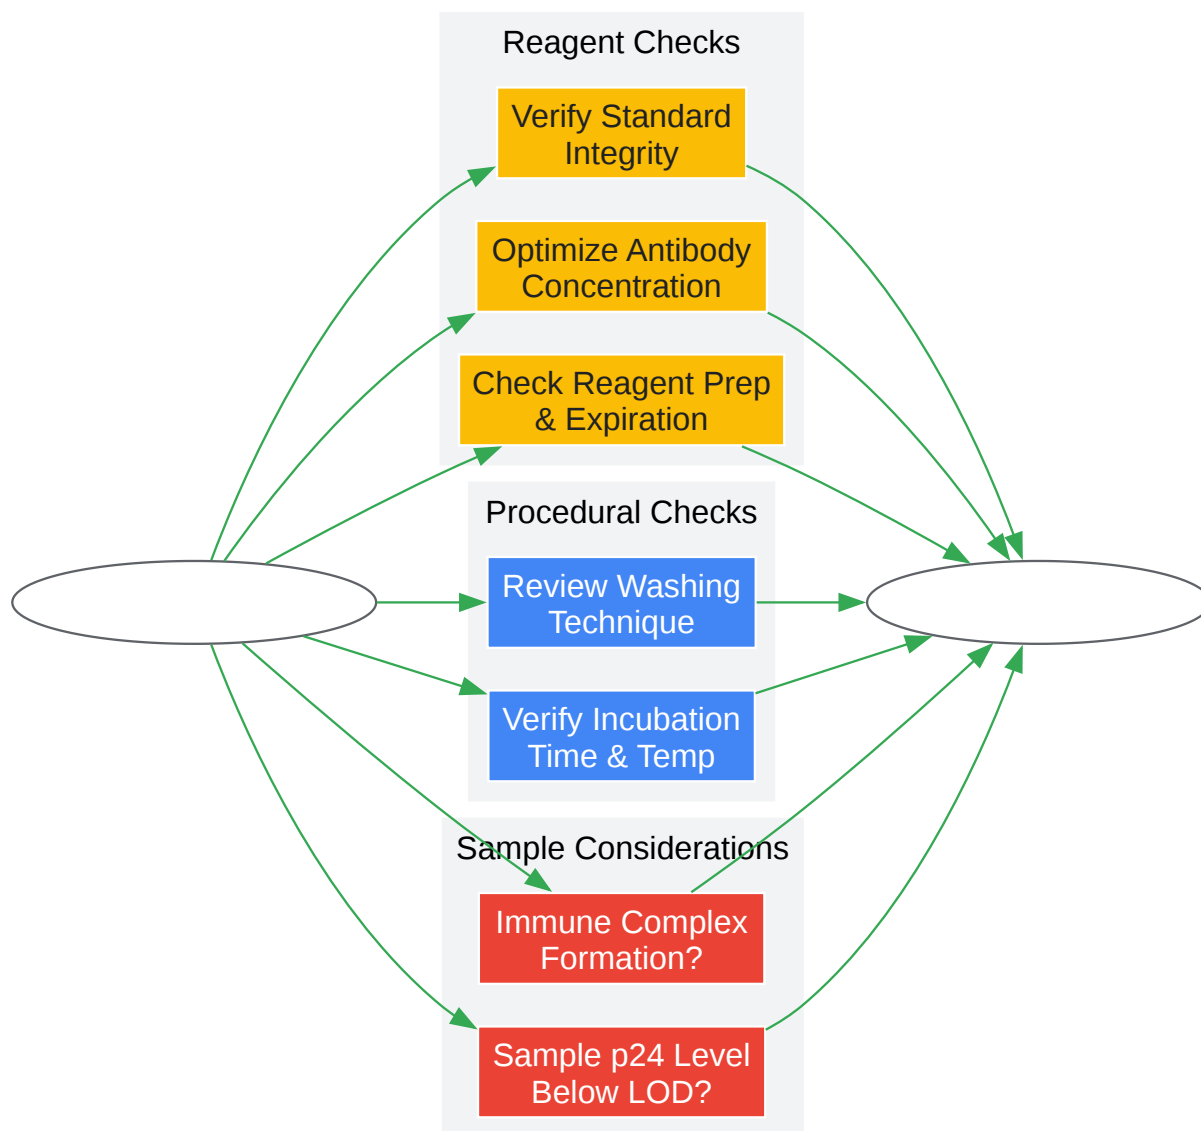 Reagent Checks
Verify Standard
Integrity
Optimize Antibody
Concentration
Check Reagent Prep
& Expiration
Procedural Checks
Review Washing
Technique
Verify Incubation
Time & Temp
Sample Considerations
Immune Complex
Formation?
Sample p24 Level
Below LOD?